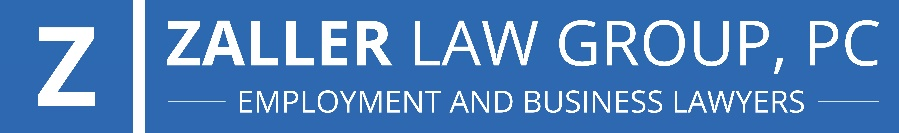 Z
ZALLER LAW GROUP, PC
EMPLOYMENT AND BUSINESS LAWYERS